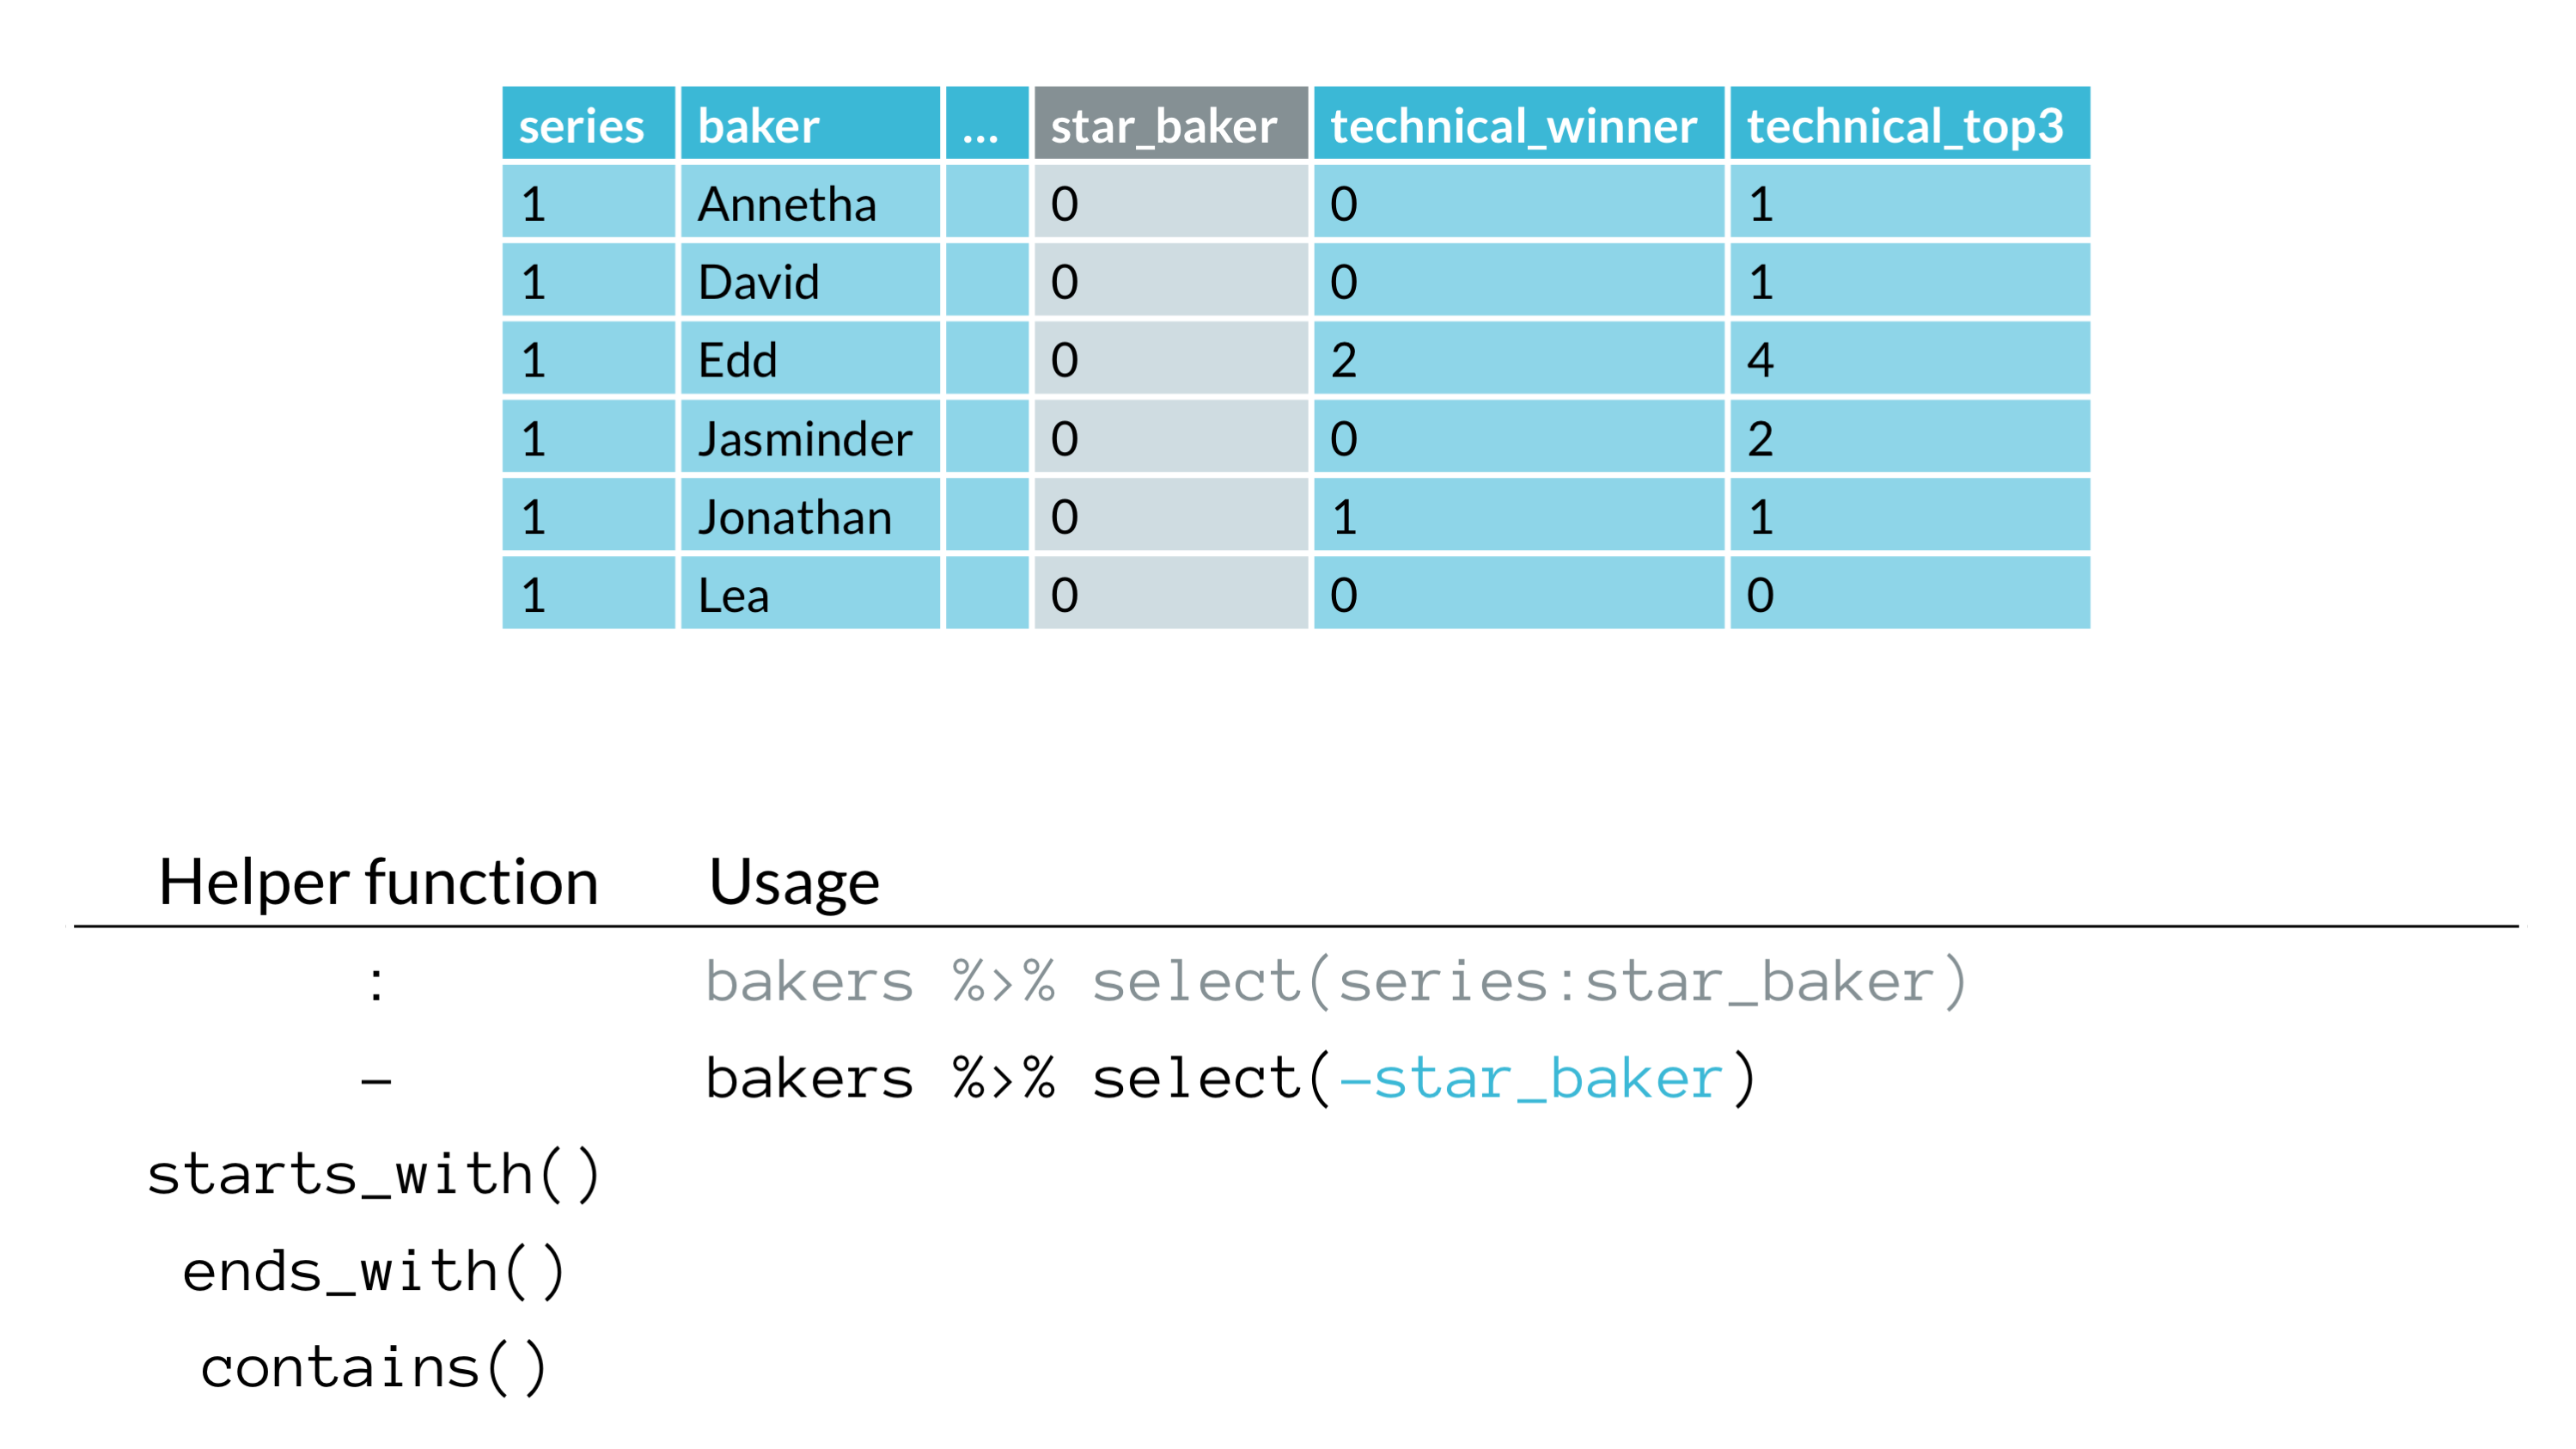 series baker ... star_baker technical_winner technical_top3
1 Annetha 0 0 1
1 David 0 0 1
1 Edd 0 2 4
1 Jasminder 0 0 2
1 Jonathan 0 1 1
1 Lea 0 0 0
Helper function Usage
: bakers %>% select(series:star_baker)
- bakers %>% select(-star_baker)
starts_with()
ends_with()
contains()